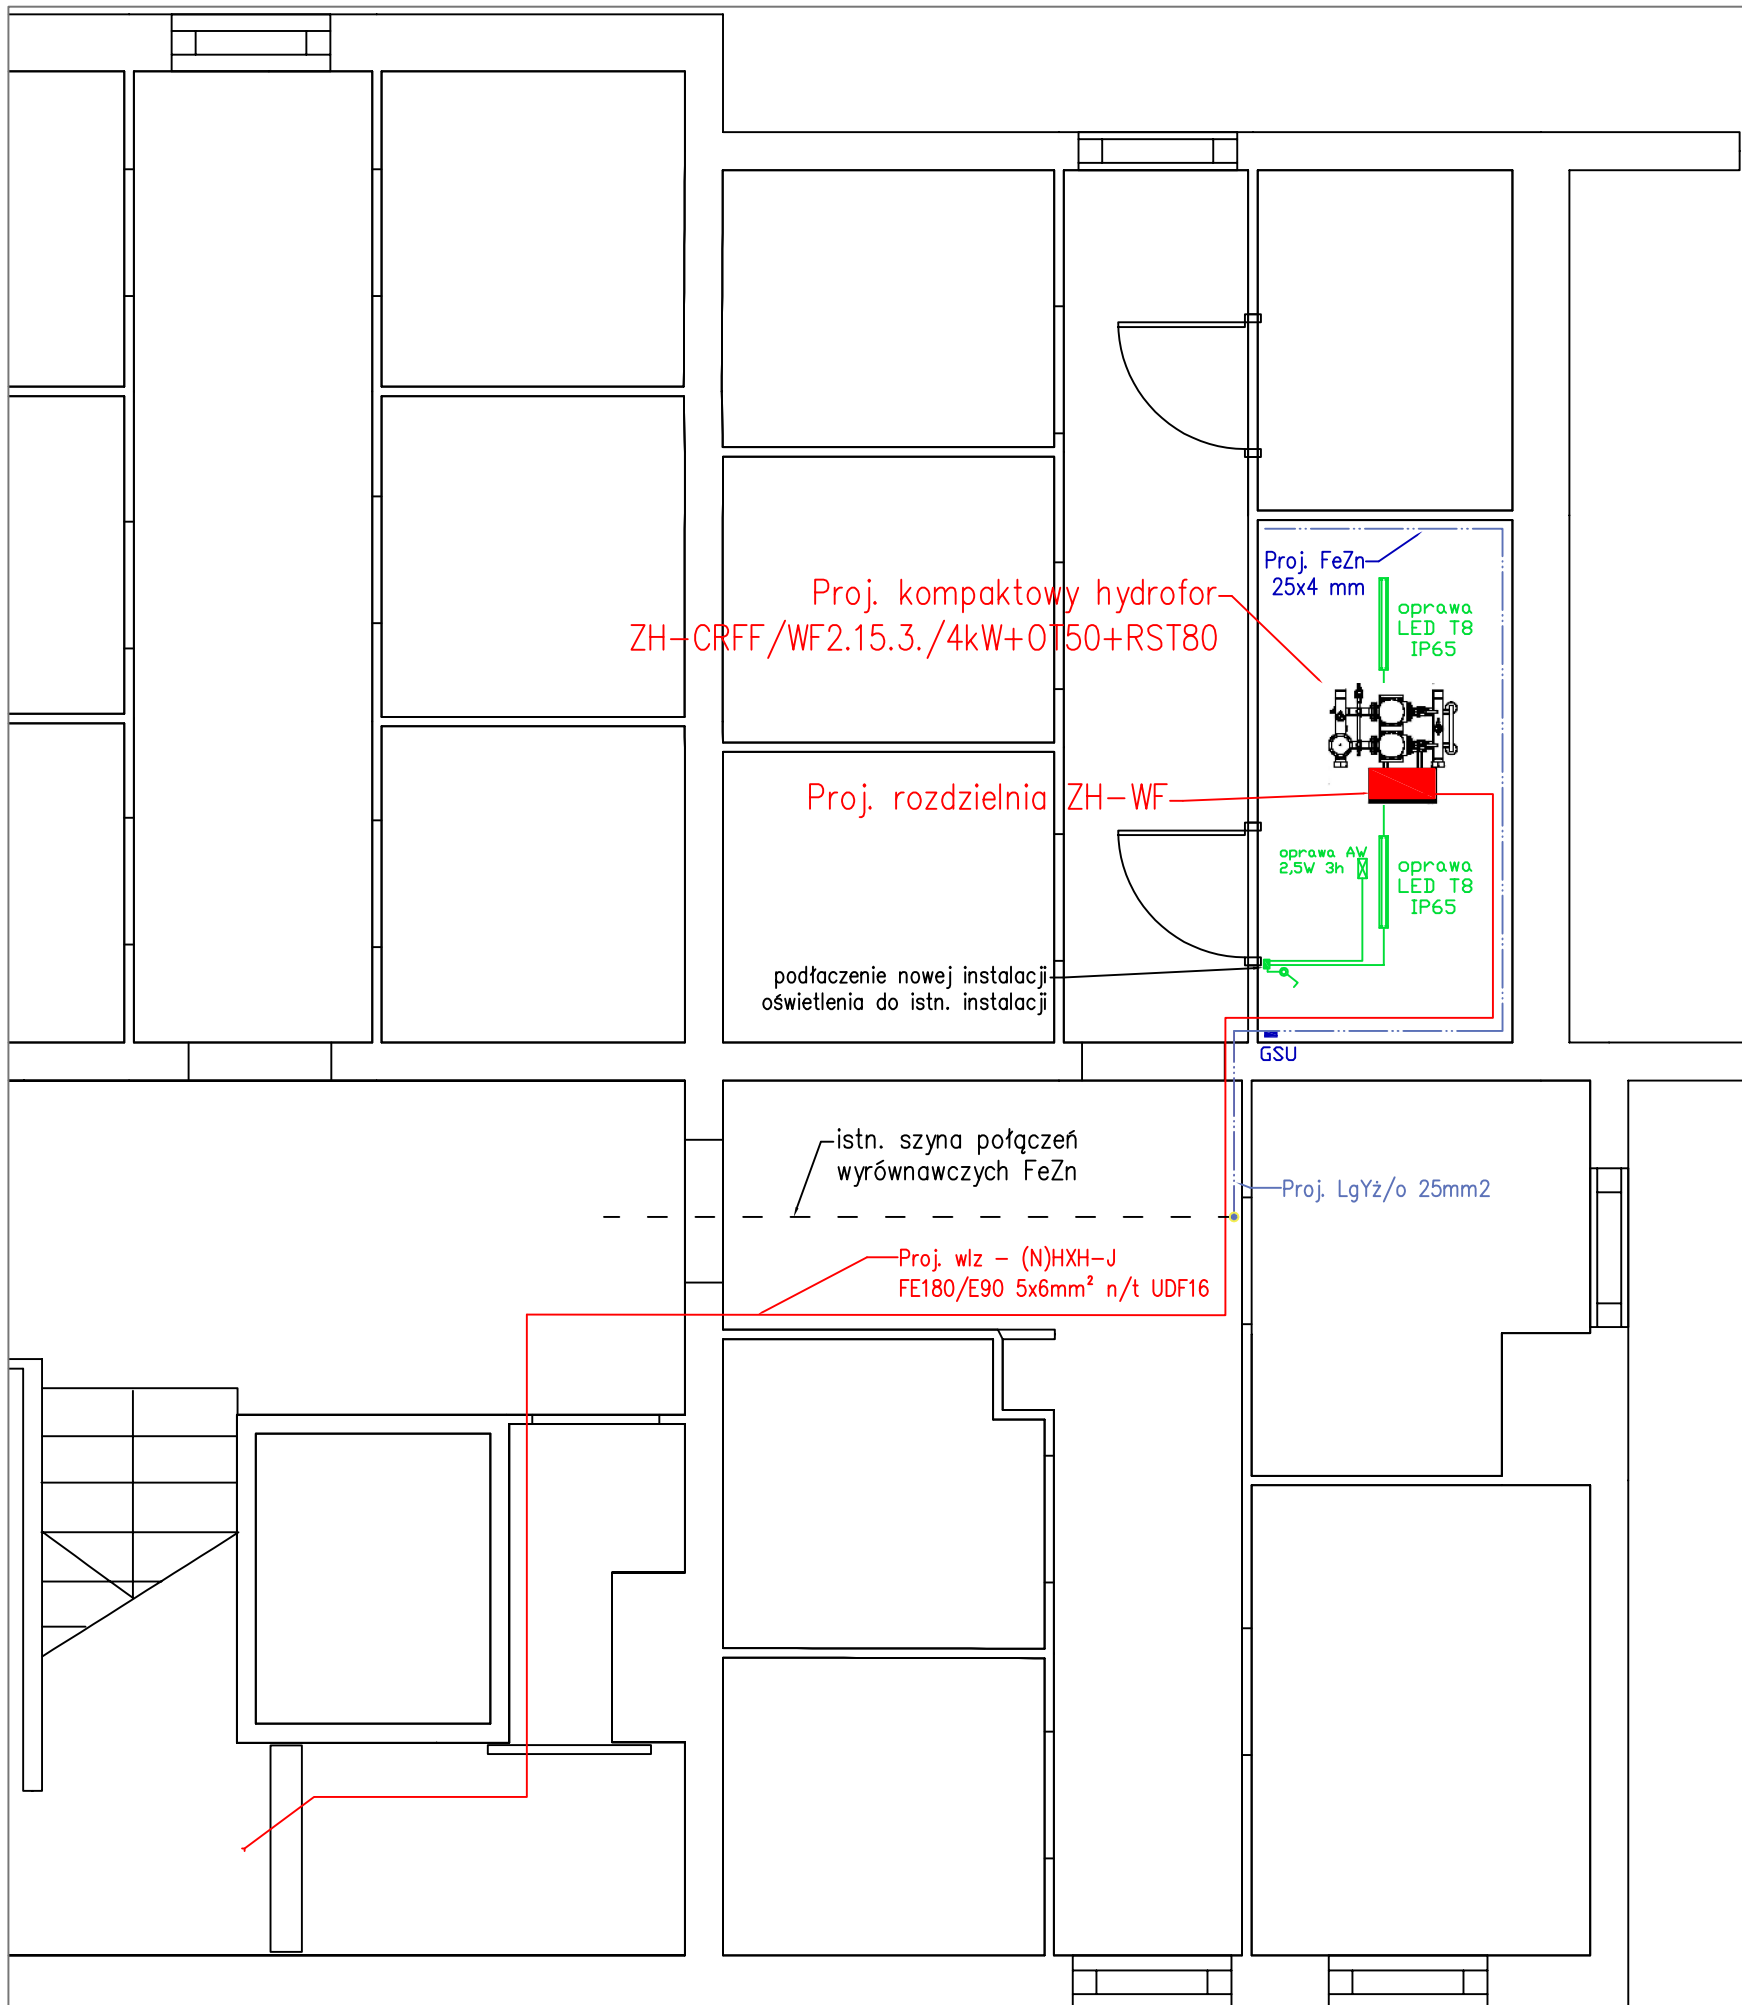 Proj. FeZn
25x4 mm
Proj. kompaktowy hydrofor
ZH-CRFF/WF2.15.3./4kW+OT50+RST80
oprawa
LED T8
IP65
Proj. rozdzielnia ZH-WF
oprawa AW
2,5W 3h
oprawa
LED T8
IP65
podłaczenie nowej instalacji
oświetlenia do istn. instalacji
GSU
istn. szyna połączeń
wyrównawczych FeZn
Proj. LgYż/o 25mm2
Proj. wlz - (N)HXH-J
FE180/E90 5x6mm² n/t UDF16